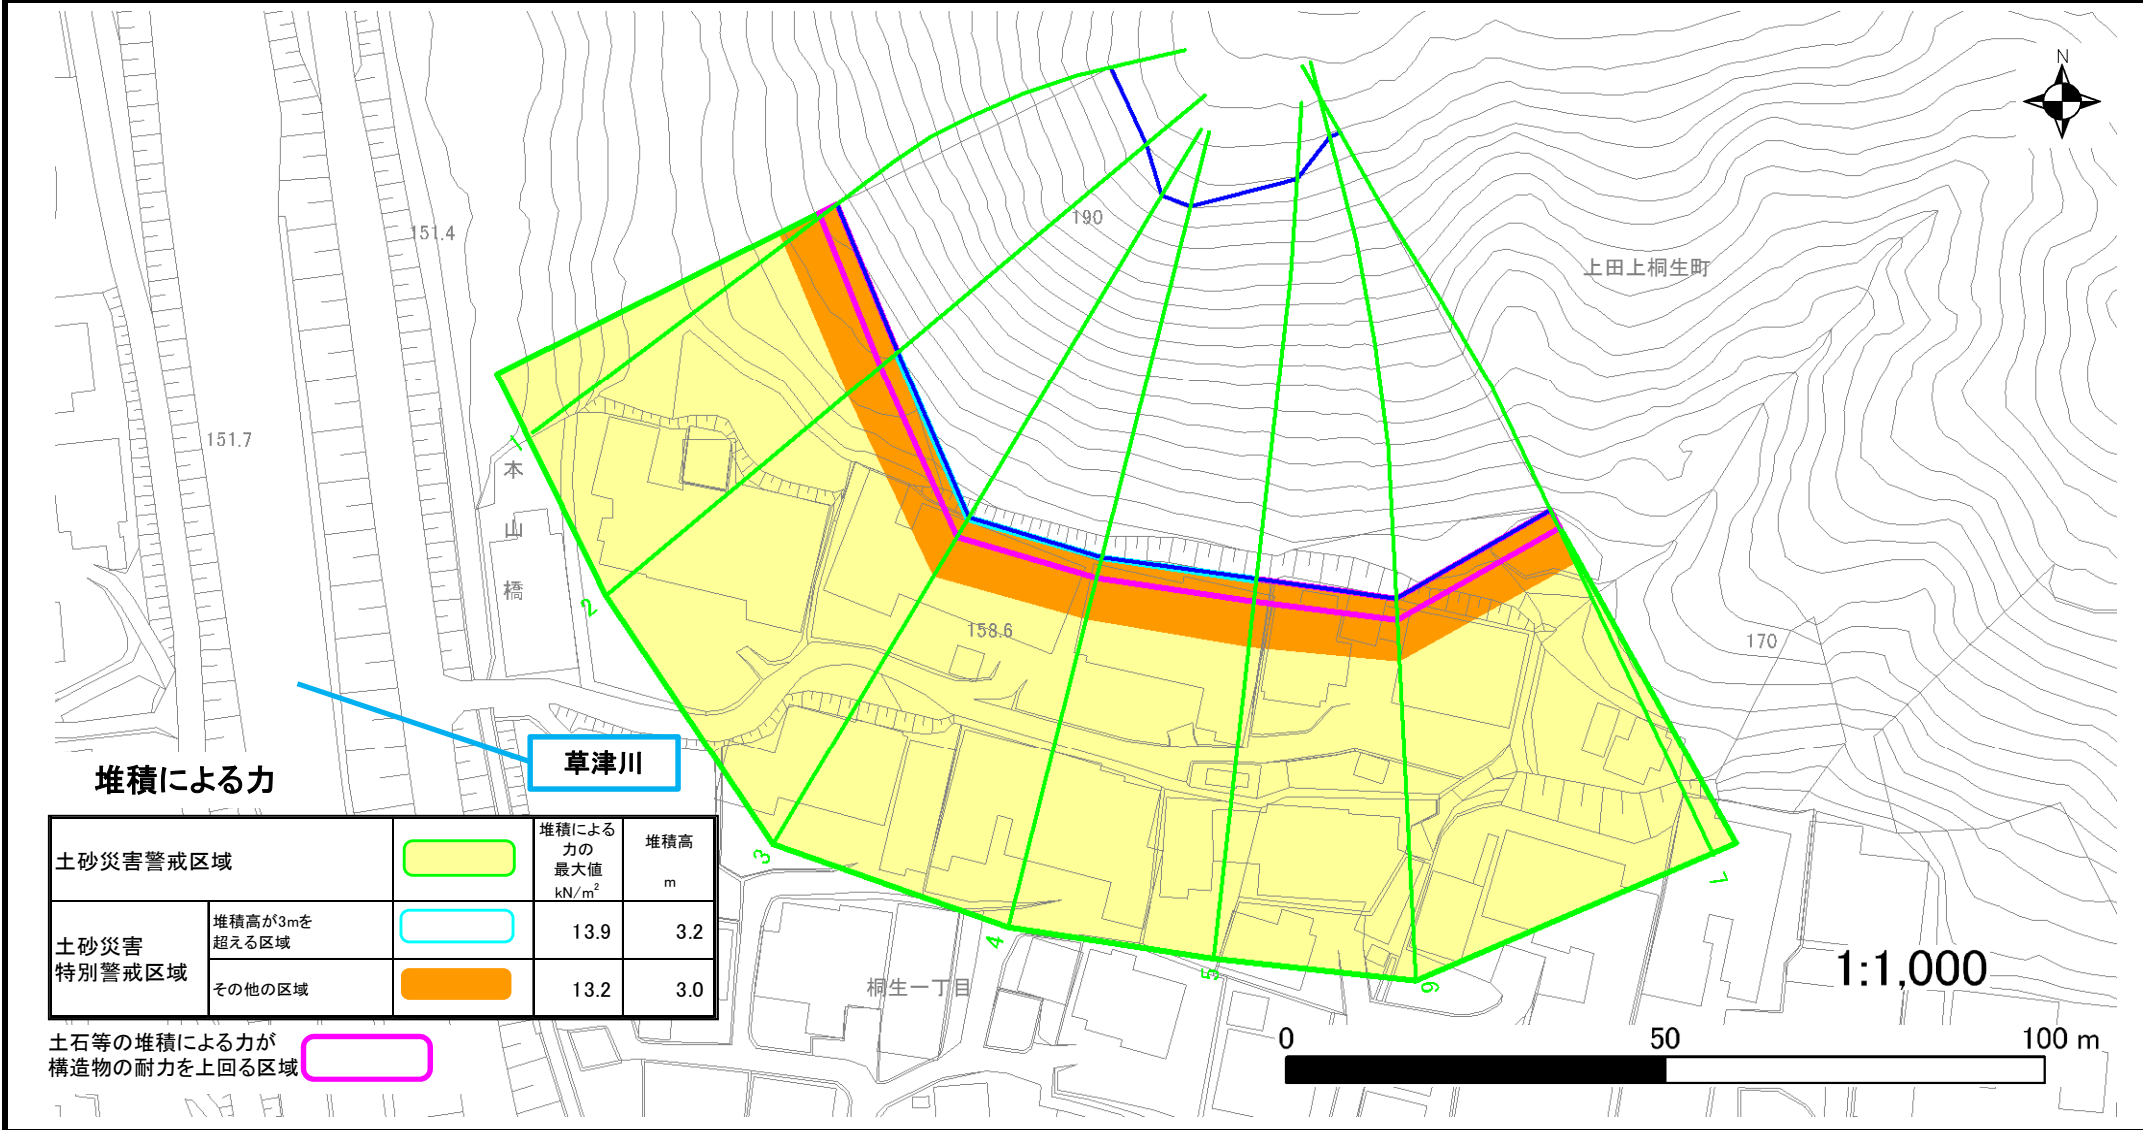 N
151.4
190
上田上桐生町
151.7
本
山
橋
1
2
158.6
170
草津川
3
4
5
6
7
桐生一丁目
堆積による力
土砂災害警戒区域
堆積による
力の
最大値
kN/m²
堆積高
m
土砂災害
特別警戒区域
堆積高が3mを
超える区域
13.9
3.2
その他の区域
13.2
3.0
土石等の堆積による力が
構造物の耐力を上回る区域
1:1,000
0 50 100 m